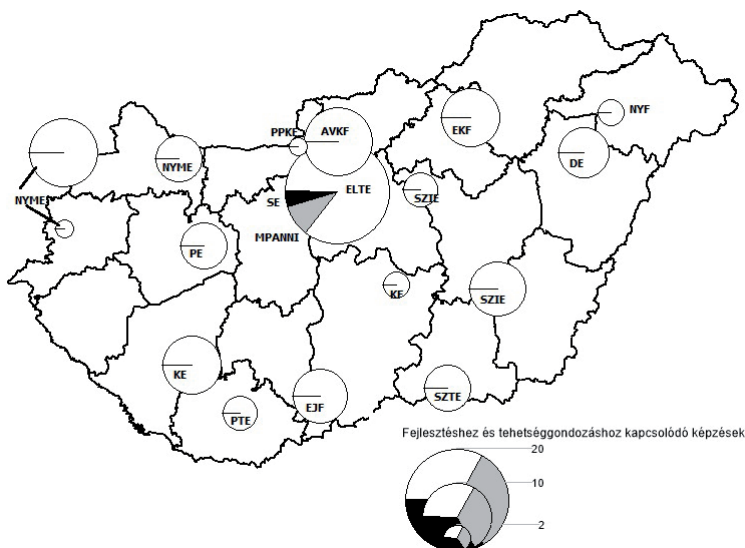 NYF
AVKF
PPKE
EKF
NYME
DE
ELTE
SZIE
SE
NYME
MPANNI
PE
KF
SZIE
KE
SZTE
EJF
PTE
Fejlesztéshez és tehetséggondozáshoz kapcsolódó képzések
20
10
2